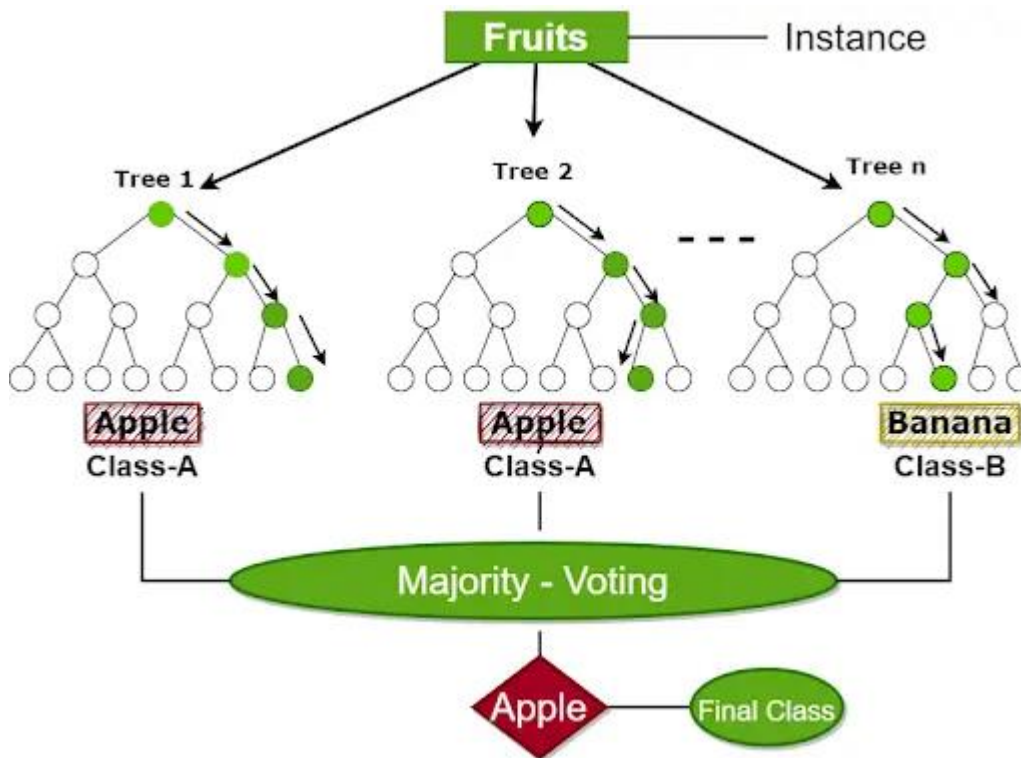 Fruits
Instance
Tree 1
Tree 2
Tree n
Apple
Class-A
Apple
Class-A
Banana
Class-B
Majority - Voting
Apple
Final Class